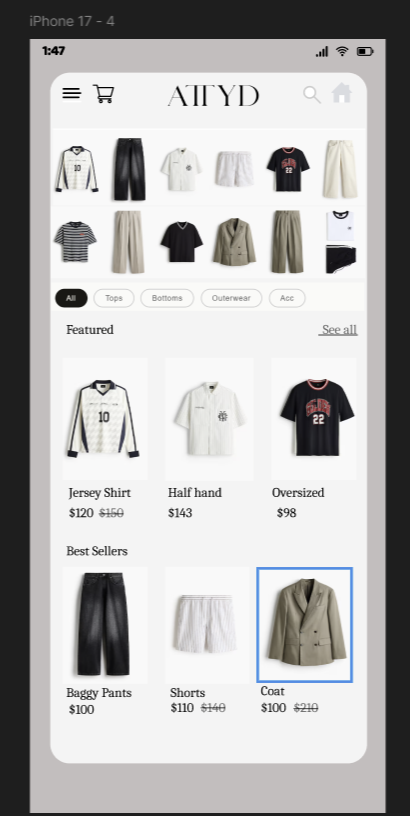 iPhone 17 - 4
1:47
ATTYD
10
22
All Tops Bottoms Outerwear Acc
Featured See all
10
22
Jersey Shirt Half hand Oversized
$120 $150 $143 $98
Best Sellers
Baggy Pants Shorts Coat
$100 $110 $140 $100 $210